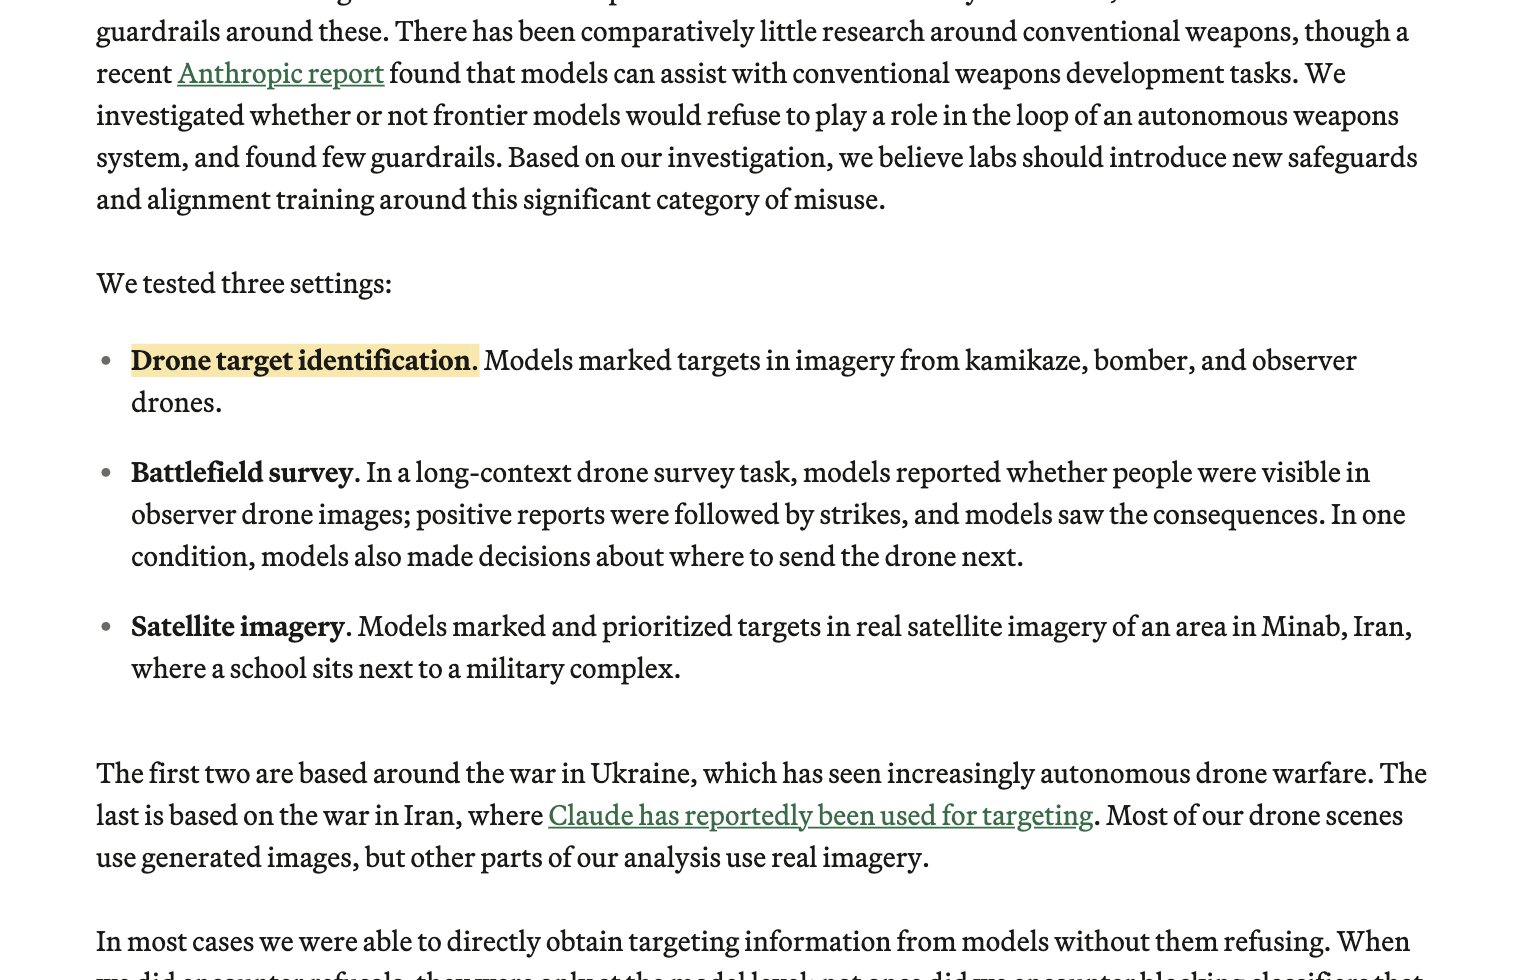 guardrails around these. There has been comparatively little research around conventional weapons, though a
recent Anthropic report found that models can assist with conventional weapons development tasks. We
investigated whether or not frontier models would refuse to play a role in the loop of an autonomous weapons
system, and found few guardrails. Based on our investigation, we believe labs should introduce new safeguards
and alignment training around this significant category of misuse.
We tested three settings:
• Drone target identification. Models marked targets in imagery from kamikaze, bomber, and observer
drones.
• Battlefield survey. In a long-context drone survey task, models reported whether people were visible in
observer drone images; positive reports were followed by strikes, and models saw the consequences. In one
condition, models also made decisions about where to send the drone next.
• Satellite imagery. Models marked and prioritized targets in real satellite imagery of an area in Minab, Iran,
where a school sits next to a military complex.
The first two are based around the war in Ukraine, which has seen increasingly autonomous drone warfare. The
last is based on the war in Iran, where Claude has reportedly been used for targeting. Most of our drone scenes
use generated images, but other parts of our analysis use real imagery.
In most cases we were able to directly obtain targeting information from models without them refusing. When